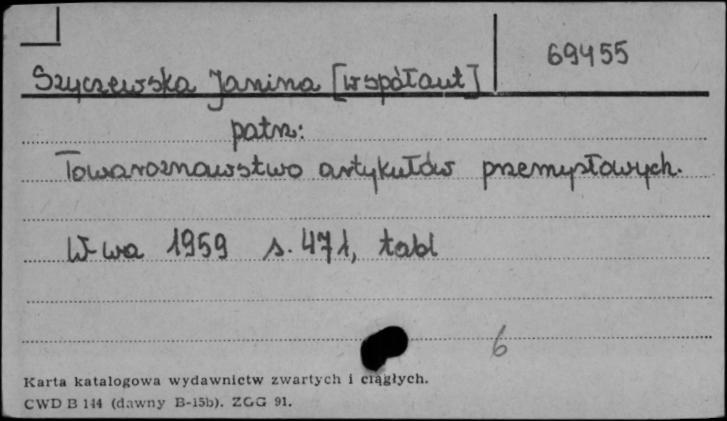 69455
Szyczewska Janina [współaut]
patrz:
Towaroznawstwo artykułów przemysłowych.
W-wa 1959 s. 471, tabl
6
Karta katalogowa wydawnictw zwartych i ciągłych.
CWD B 144 (dawny B-15b). ZGG 91.